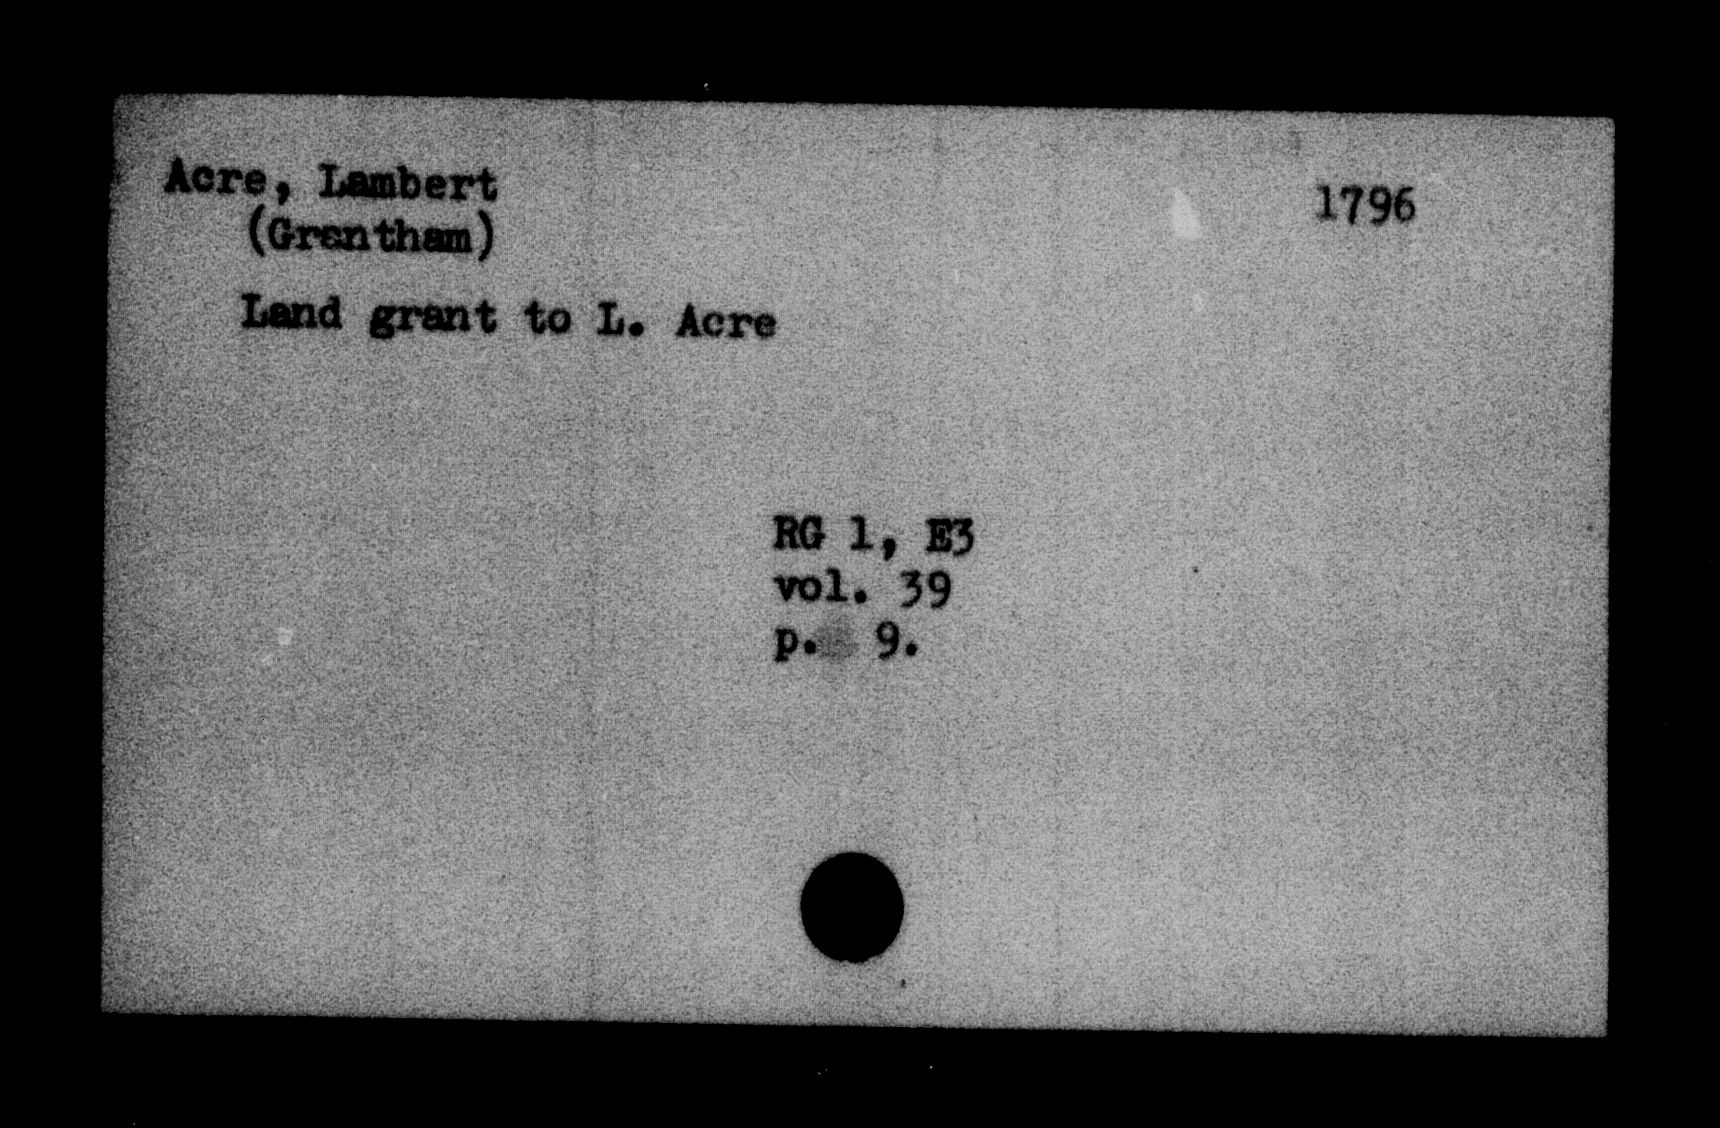 Acre, Lambert
1796
(Grantham)
Land grant to L. Acre
RG 1, E3
vol. 39
p. 9.